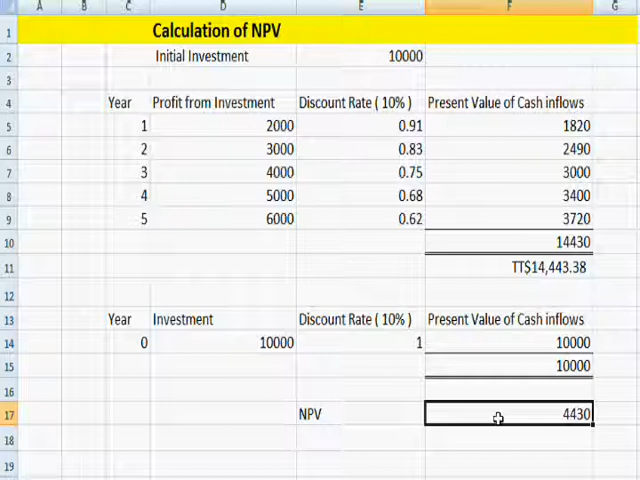 A B C D E F G
1 Calculation of NPV
2 Initial Investment 10000
3
4 Year Profit from Investment Discount Rate ( 10% ) Present Value of Cash inflows
5 1 2000 0.91 1820
6 2 3000 0.83 2490
7 3 4000 0.75 3000
8 4 5000 0.68 3400
9 5 6000 0.62 3720
10 14430
11 TT$14,443.38
12
13 Year Investment Discount Rate ( 10% ) Present Value of Cash inflows
14 0 10000 1 10000
15 10000
16
17 NPV 4430
18
19